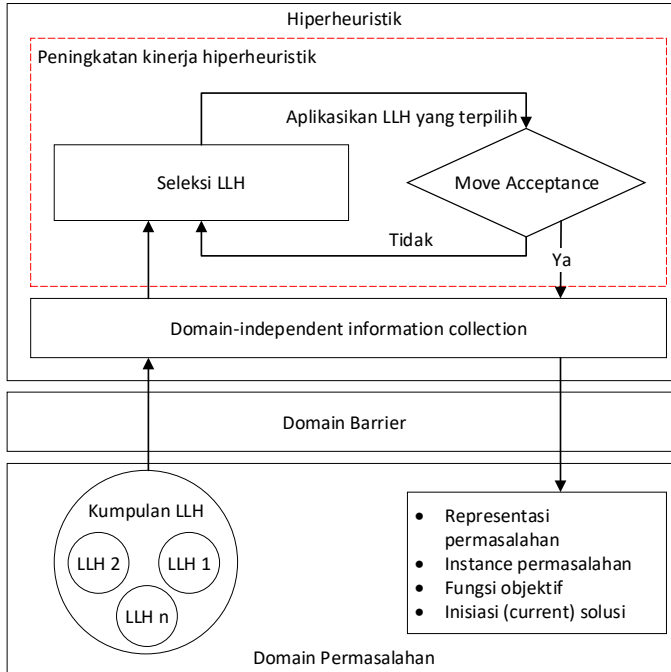 Hiperheuristik
Peningkatan kinerja hiperheuristik
Aplikasikan LLH yang terpilih
Seleksi LLH
Move Acceptance
Tidak
Ya
Domain-independent information collection
Domain Barrier
Kumpulan LLH
LLH 2
LLH 1
LLH n
• Representasi
permasalahan
• Instance permasalahan
• Fungsi objektif
• Inisiasi (current) solusi
Domain Permasalahan